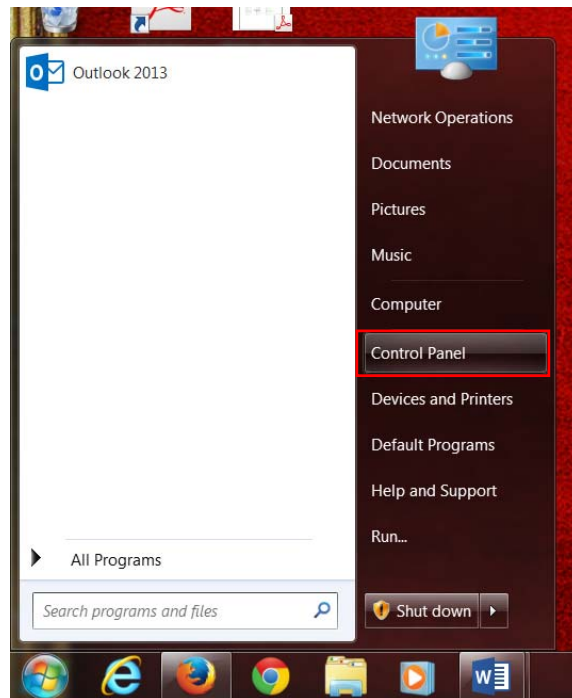 Outlook 2013
Network Operations
Documents
Pictures
Music
Computer
Control Panel
Devices and Printers
Default Programs
Help and Support
Run...
All Programs
Search programs and files
Shut down